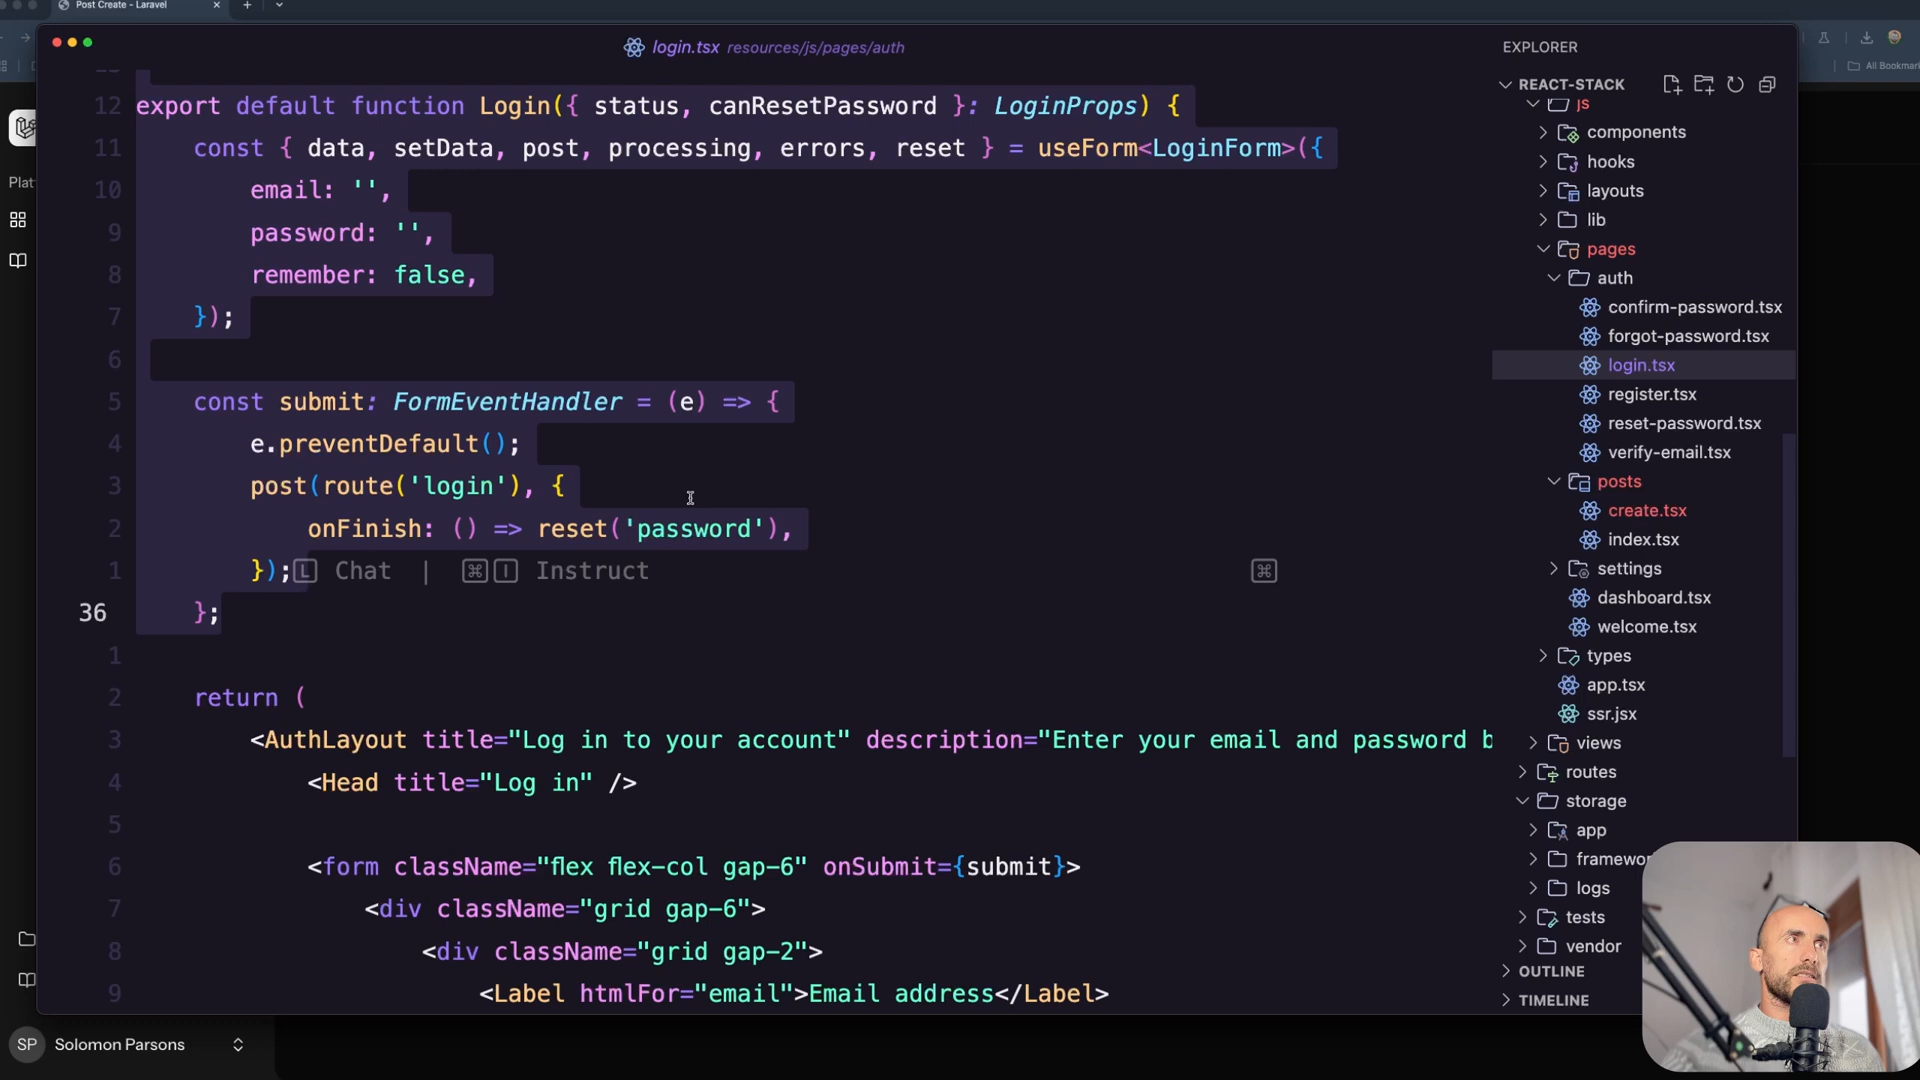 Post Create - Laravel
All Bookmark
login.tsx resources/js/pages/auth
12 export default function Login({ status, canResetPassword }: LoginProps) {
11 const { data, setData, post, processing, errors, reset } = useForm<LoginForm>({
10 email: '',
9 password: '',
8 remember: false,
7 });
6
5 const submit: FormEventHandler = (e) => {
4 e.preventDefault();
3 post(route('login'), {
2 onFinish: () => reset('password'),
1 }); L Chat | ⌘ I Instruct ⌘
36 };
1
2 return (
3 <AuthLayout title="Log in to your account" description="Enter your email and password b
4 <Head title="Log in" />
5
6 <form className="flex flex-col gap-6" onSubmit={submit}>
7 <div className="grid gap-6">
8 <div className="grid gap-2">
9 <Label htmlFor="email">Email address</Label>
EXPLORER
REACT-STACK
js
components
hooks
layouts
lib
pages
auth
confirm-password.tsx
forgot-password.tsx
login.tsx
register.tsx
reset-password.tsx
verify-email.tsx
posts
create.tsx
index.tsx
settings
dashboard.tsx
welcome.tsx
types
app.tsx
ssr.jsx
views
routes
storage
app
framewor
logs
tests
vendor
OUTLINE
TIMELINE
Plat
SP Solomon Parsons